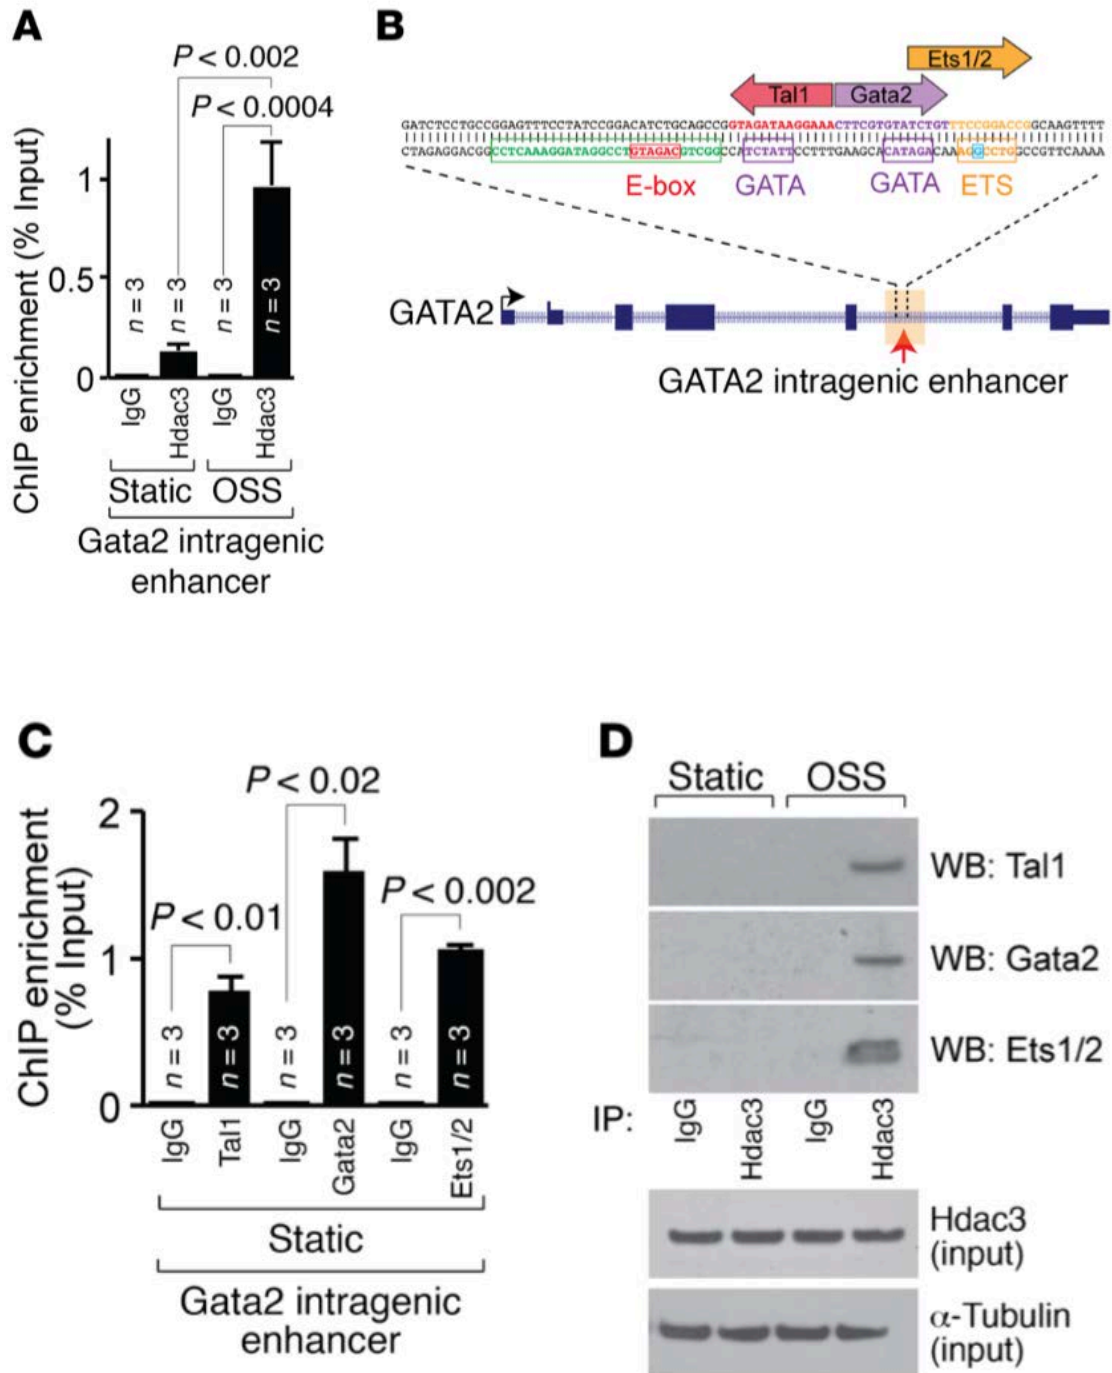 A
P < 0.002
P < 0.0004
ChIP enrichment (% Input)
1
0.5
0
n = 3
n = 3
n = 3
n = 3
IgG
Hdac3
IgG
Hdac3
Static
OSS
Gata2 intragenic
enhancer
B
Ets1/2
Tal1
Gata2
GATCTCCTGCCGGAGTTTCCTATCCGGACATCTGCAGCCGGTAGATAAGGAAACTTCGTGTATCTGTTTCCGGACCGGCAAGTTTT
CTAGAGGACGGCCTCAAAGGATAGGCCTGTAGACGTCGGCCATCTATTCCTTTGAAGCACATAGACAAAGGCCTGGCCGTTCAAAA
E-box
GATA
GATA
ETS
GATA2
GATA2 intragenic enhancer
C
P < 0.02
P < 0.01
P < 0.002
ChIP enrichment
(% Input)
2
1
0
n = 3
n = 3
n = 3
n = 3
n = 3
n = 3
IgG
Tal1
IgG
Gata2
IgG
Ets1/2
Static
Gata2 intragenic
enhancer
D
Static
OSS
WB: Tal1
WB: Gata2
WB: Ets1/2
IP:
IgG
Hdac3
IgG
Hdac3
Hdac3
(input)
α-Tubulin
(input)